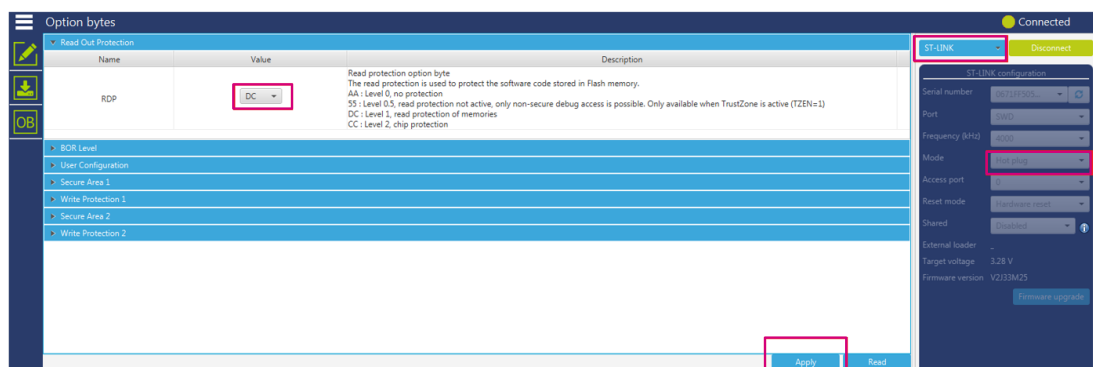 Option bytes
Connected
Read Out Protection
Name Value Description
RDP
DC
Read protection option byte
The read protection is used to protect the software code stored in Flash memory.
AA : Level 0, no protection
55 : Level 0.5, read protection not active, only non-secure debug access is possible. Only available when TrustZone is active (TZEN=1)
DC : Level 1, read protection of memories
CC : Level 2, chip protection
BOR Level
User Configuration
Secure Area 1
Write Protection 1
Secure Area 2
Write Protection 2
Apply Read
OB
ST-LINK Disconnect
ST-LINK configuration
Serial number 0671FF505...
Port SWD
Frequency (kHz) 4000
Mode Hot plug
Access port 0
Reset mode Hardware reset
Shared Disabled
External loader _
Target voltage 3.28 V
Firmware version V2J33M25
Firmware upgrade